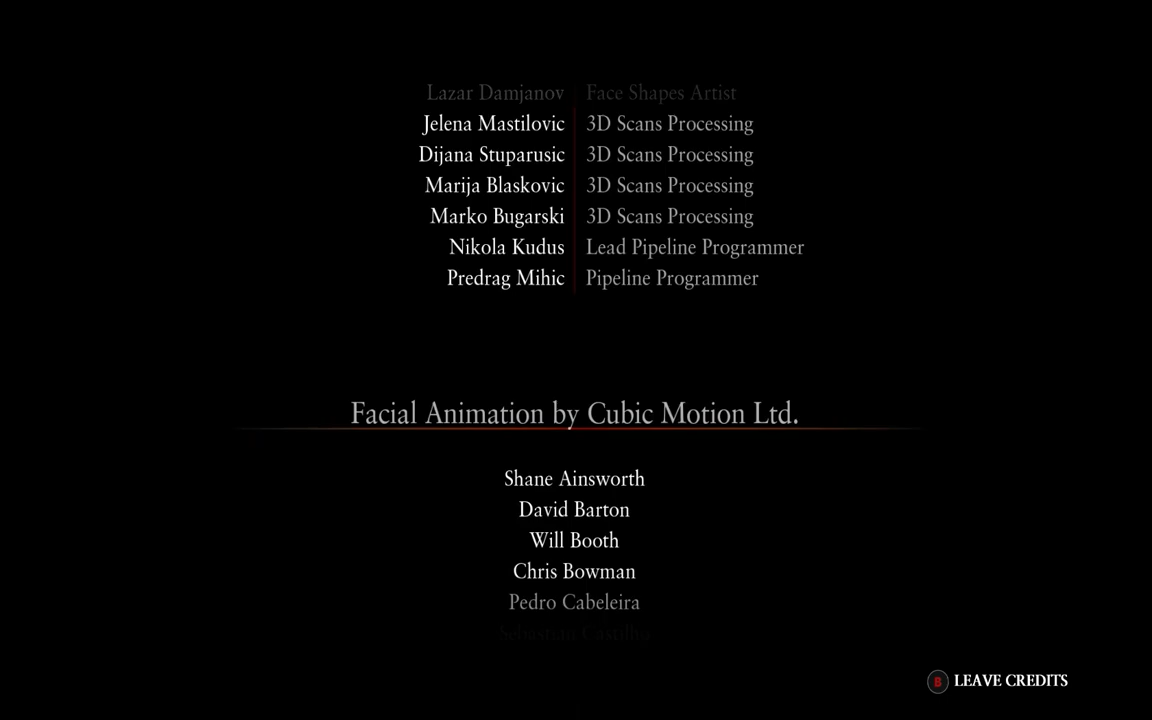 Lazar Damjanov Face Shapes Artist
Jelena Mastilovic 3D Scans Processing
Dijana Stuparusic 3D Scans Processing
Marija Blaskovic 3D Scans Processing
Marko Bugarski 3D Scans Processing
Nikola Kudus Lead Pipeline Programmer
Predrag Mihic Pipeline Programmer
Facial Animation by Cubic Motion Ltd.
Shane Ainsworth
David Barton
Will Booth
Chris Bowman
Pedro Cabeleira
Sebastian Castilho
B LEAVE CREDITS